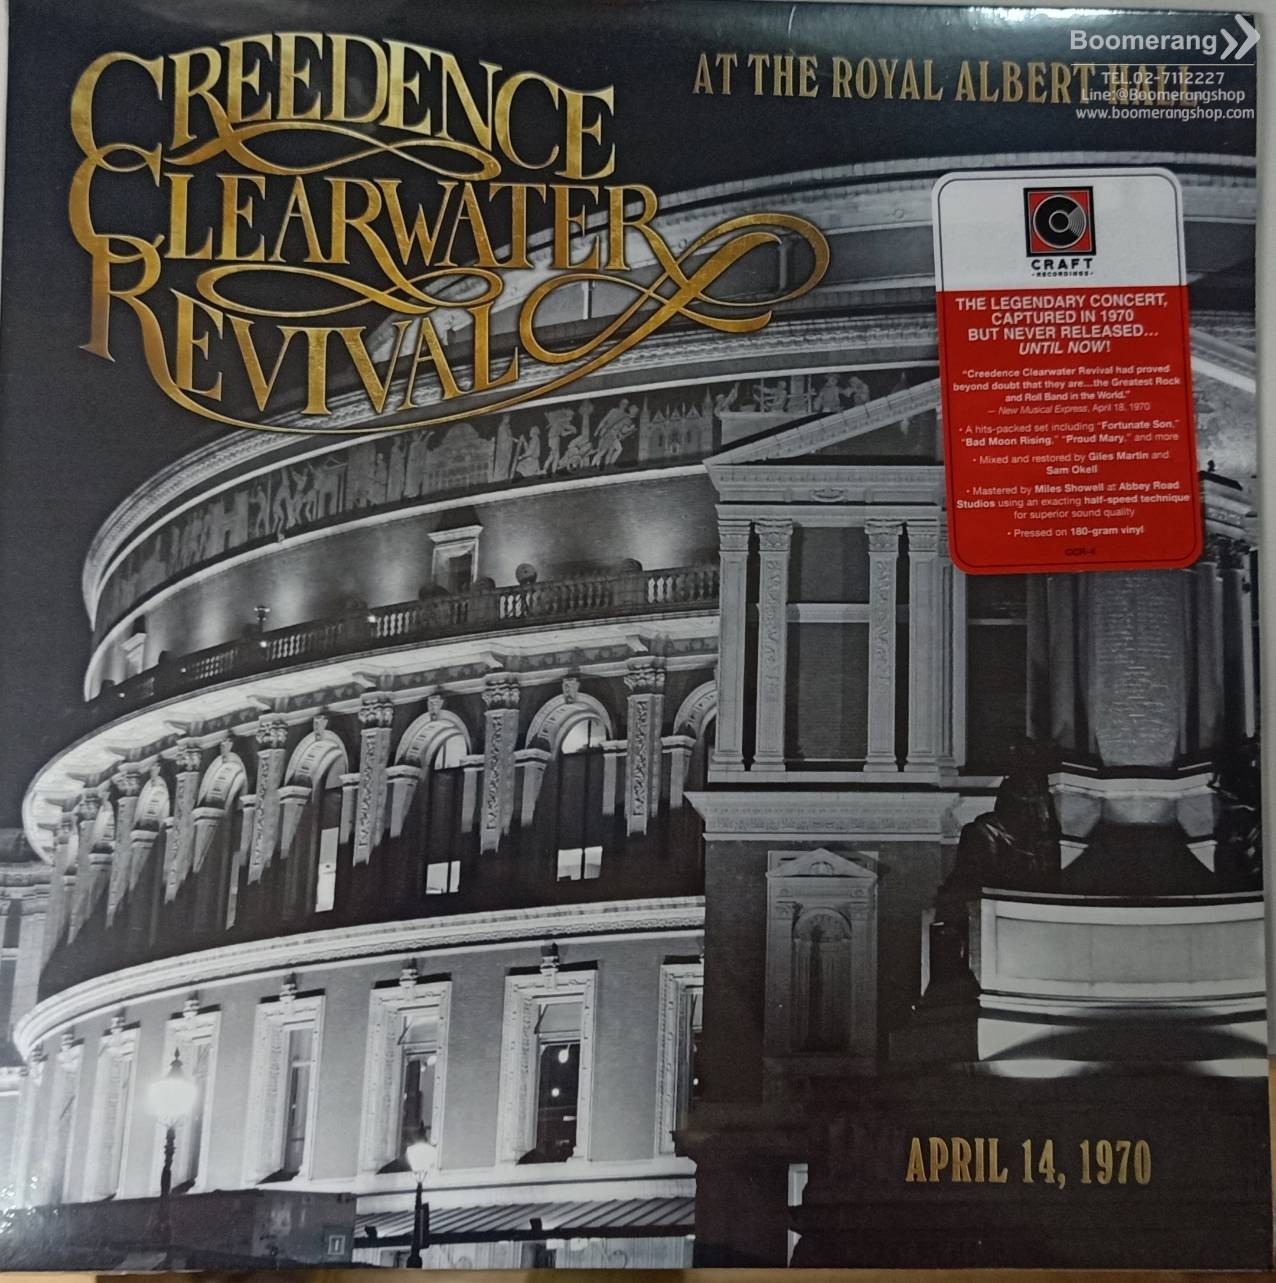 CREEDENCE
CLEARWATER
REVIVAL
AT THE ROYAL ALBERT HALL
Boomerang
TEL.02-7112227
Line:@Boomerangshop
www.boomerangshop.com
CRAFT
-RECORDINGS-
THE LEGENDARY CONCERT,
CAPTURED IN 1970
BUT NEVER RELEASED...
UNTIL NOW!
"Creedence Clearwater Revival had proved
beyond doubt that they are...the Greatest Rock
and Roll Band in the World."
— New Musical Express, April 18, 1970
• A hits-packed set including "Fortunate Son,"
"Bad Moon Rising," "Proud Mary," and more
• Mixed and restored by Giles Martin and
Sam Okell
• Mastered by Miles Showell at Abbey Road
Studios using an exacting half-speed technique
for superior sound quality
• Pressed on 180-gram vinyl
CCR-4
APRIL 14, 1970